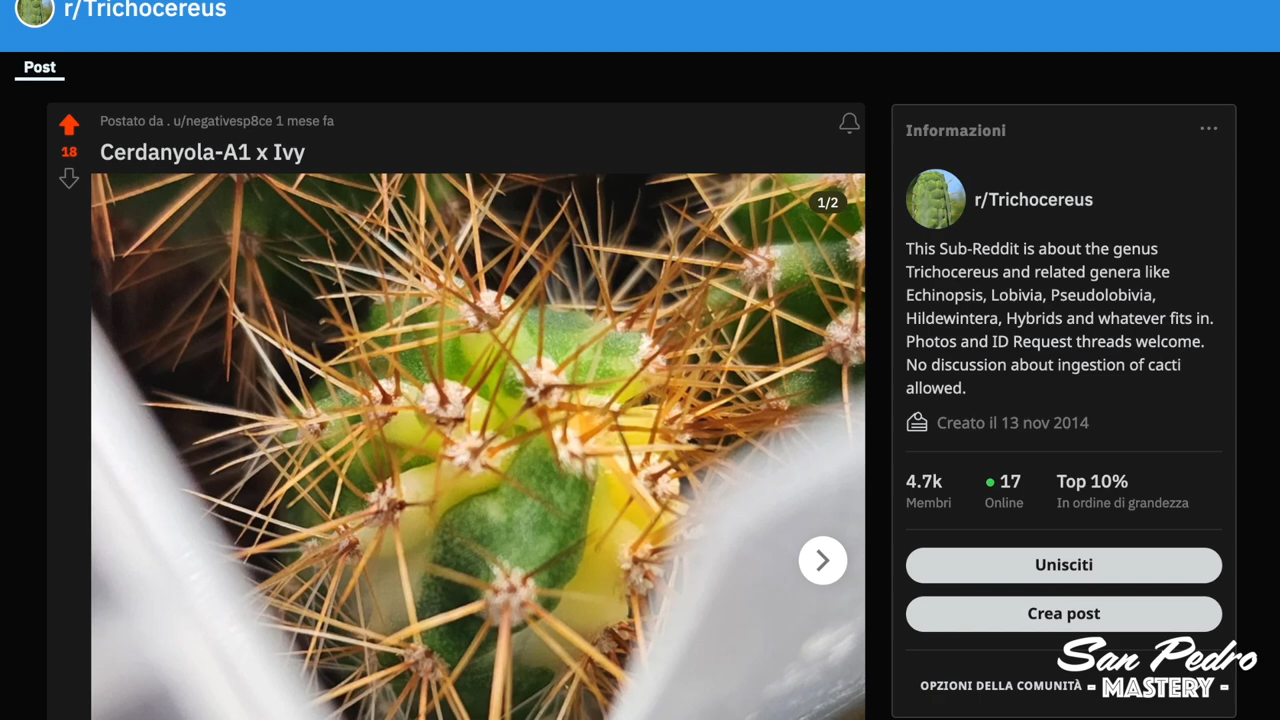 r/Trichocereus
Post
Postato da . u/negativesp8ce 1 mese fa
18
Cerdanyola-A1 x Ivy
1/2
Informazioni
r/Trichocereus
This Sub-Reddit is about the genus
Trichocereus and related genera like
Echinopsis, Lobivia, Pseudolobivia,
Hildewintera, Hybrids and whatever fits in.
Photos and ID Request threads welcome.
No discussion about ingestion of cacti
allowed.
Creato il 13 nov 2014
4.7k 17 Top 10%
Membri Online In ordine di grandezza
Unisciti
Crea post
San Pedro
OPZIONI DELLA COMUNITÀ - MASTERY -